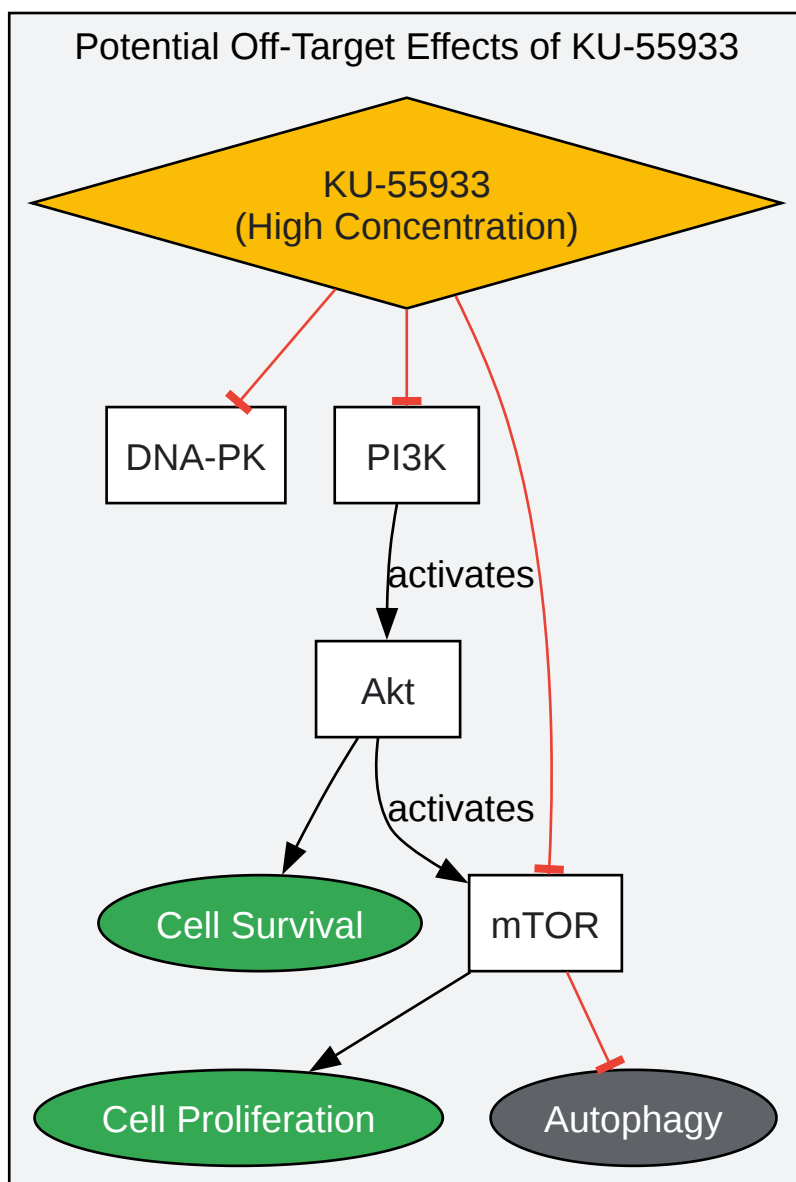 Potential Off-Target Effects of KU-55933
KU-55933
(High Concentration)
DNA-PK
PI3K
activates
Akt
activates
Cell Survival
mTOR
Cell Proliferation
Autophagy